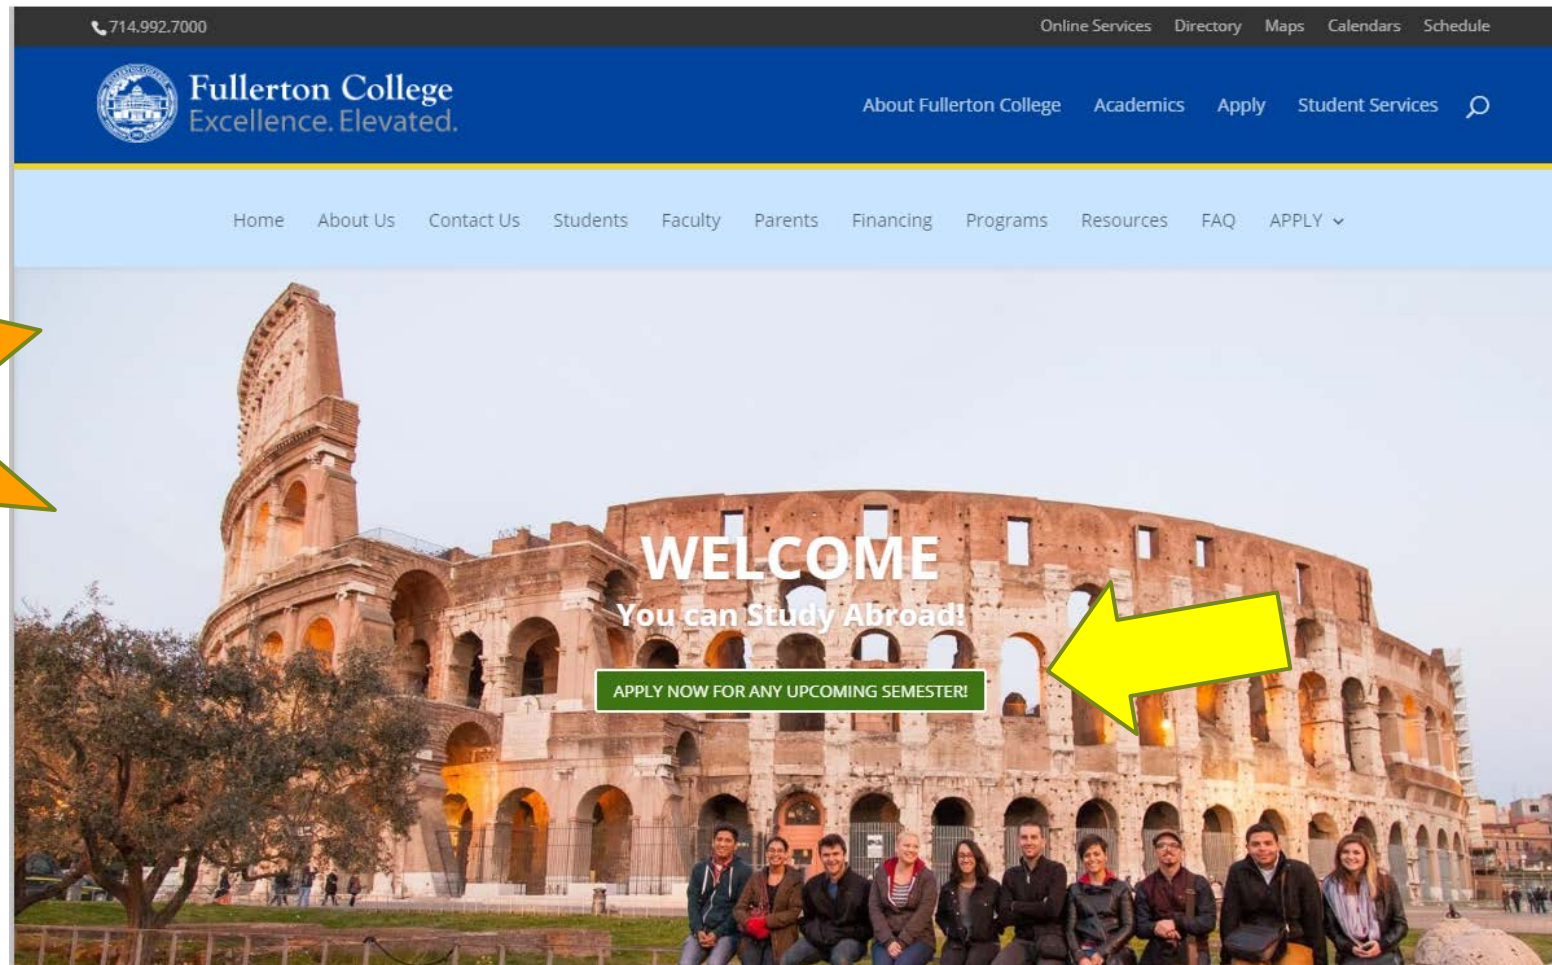 714.992.7000
Online Services Directory Maps Calendars Schedule
Fullerton College
Excellence. Elevated.
About Fullerton College Academics Apply Student Services
Home About Us Contact Us Students Faculty Parents Financing Programs Resources FAQ APPLY
WELCOME
You can Study Abroad!
APPLY NOW FOR ANY UPCOMING SEMESTER!